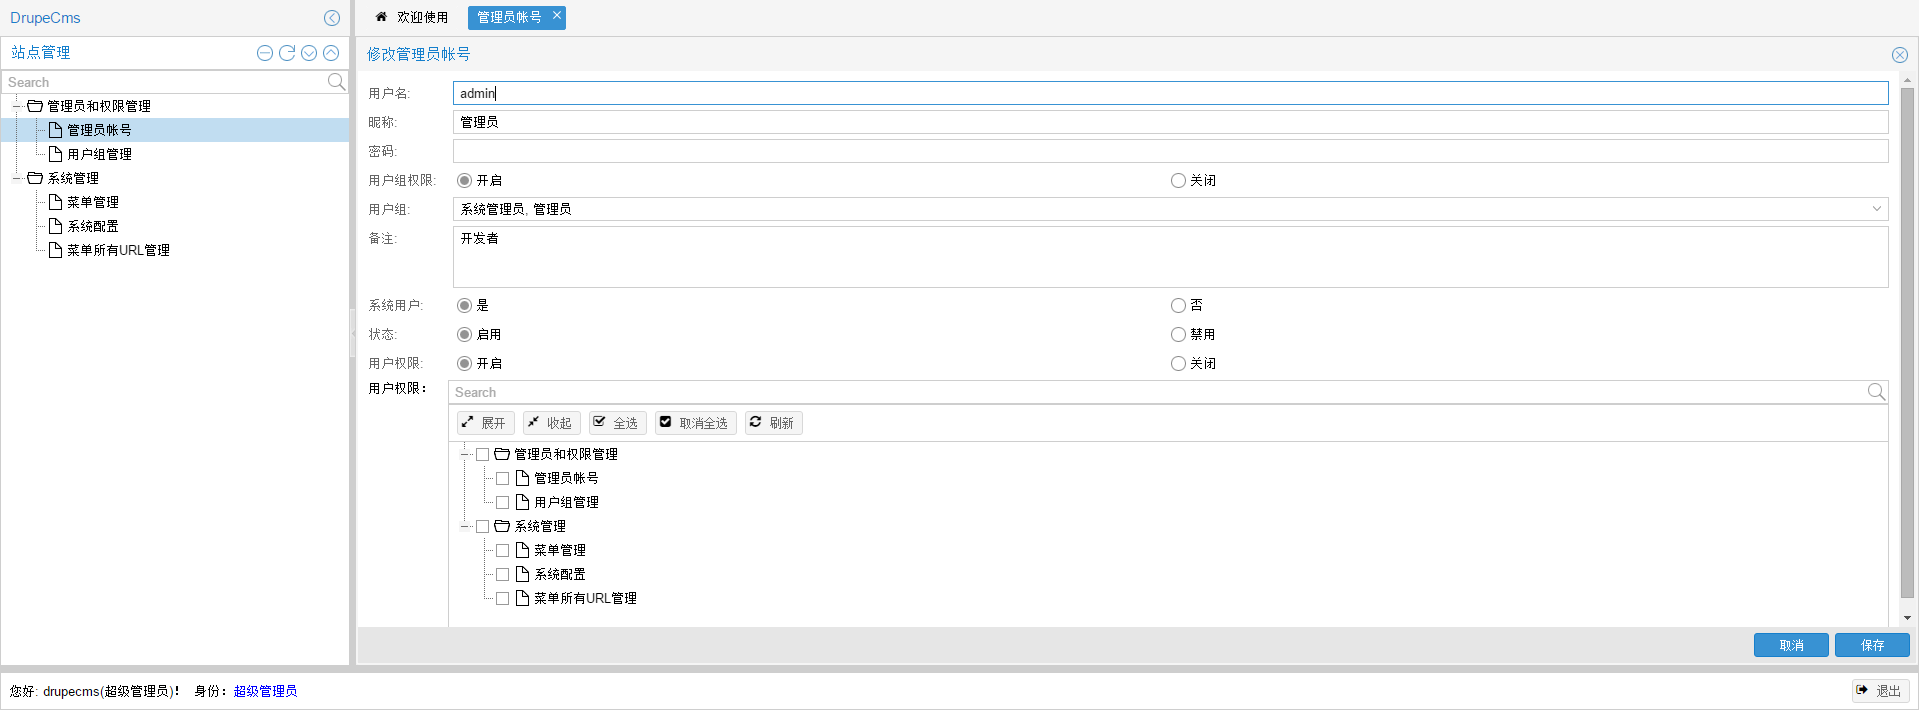 DrupeCms
欢迎使用 管理员帐号
站点管理
Search
管理员和权限管理
管理员帐号
用户组管理
系统管理
菜单管理
系统配置
菜单所有URL管理
修改管理员帐号
用户名: admin
昵称: 管理员
密码:
用户组权限: 开启 关闭
用户组: 系统管理员, 管理员
备注: 开发者
系统用户: 是 否
状态: 启用 禁用
用户权限: 开启 关闭
用户权限： Search
展开 收起 全选 取消全选 刷新
管理员和权限管理
管理员帐号
用户组管理
系统管理
菜单管理
系统配置
菜单所有URL管理
取消 保存
您好: drupecms(超级管理员)！ 身份：超级管理员
退出